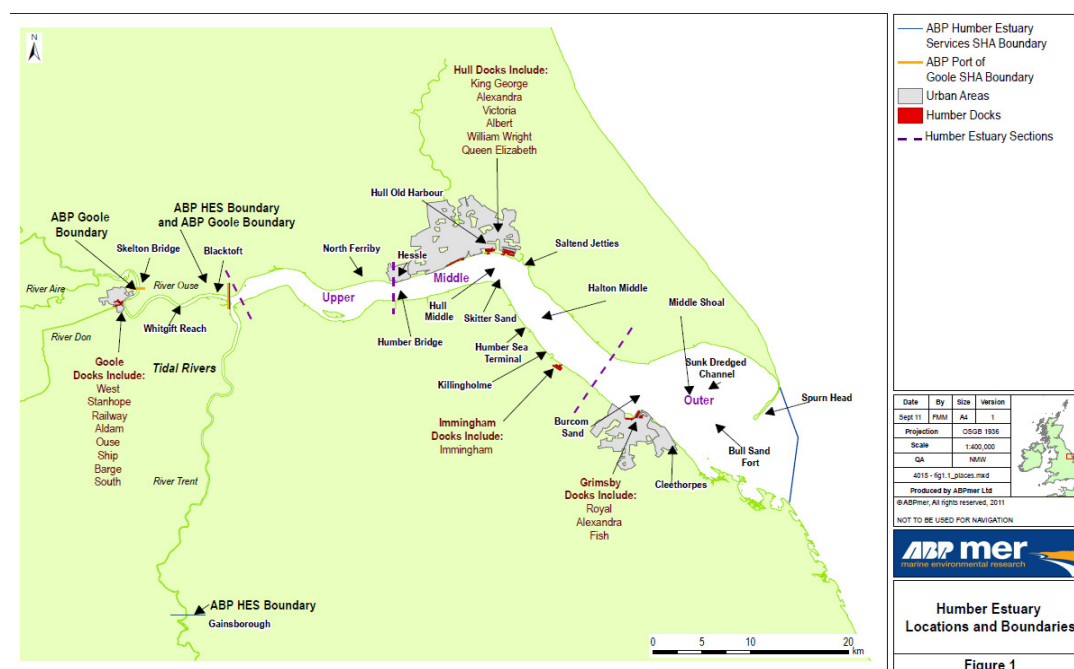 N
Hull Docks Include:
King George
Alexandra
Victoria
Albert
William Wright
Queen Elizabeth
Hull Old Harbour
ABP HES Boundary
and ABP Goole Boundary
ABP Goole
Boundary
Skelton Bridge
Blacktoft
North Ferriby
Hessle
Saltend Jetties
River Aire
River Ouse
Upper
Middle
Hull
Middle
Skitter Sand
Halton Middle
Middle Shoal
Whitgift Reach
River Don
Humber Bridge
Humber Sea
Terminal
Tidal Rivers
Goole
Docks Include:
West
Stanhope
Railway
Aldam
Ouse
Ship
Barge
South
Killingholme
Sunk Dredged
Channel
Outer
Spurn Head
Immingham
Docks Include:
Immingham
Burcom
Sand
Bull Sand
Fort
Cleethorpes
Grimsby
Docks Include:
Royal
Alexandra
Fish
River Trent
ABP HES Boundary
Gainsborough
0 5 10 20
km
ABP Humber Estuary
Services SHA Boundary
ABP Port of
Goole SHA Boundary
Urban Areas
Humber Docks
Humber Estuary Sections
Date By Size Version
Sept 11 FMM A4 1
Projection OSGB 1936
Scale 1:400,000
QA NMW
4015 - fig1.1_places.mxd
Produced by ABPmer Ltd
© ABPmer, All rights reserved, 2011
NOT TO BE USED FOR NAVIGATION
ABP mer
marine environmental research
Humber Estuary
Locations and Boundaries
Figure 1